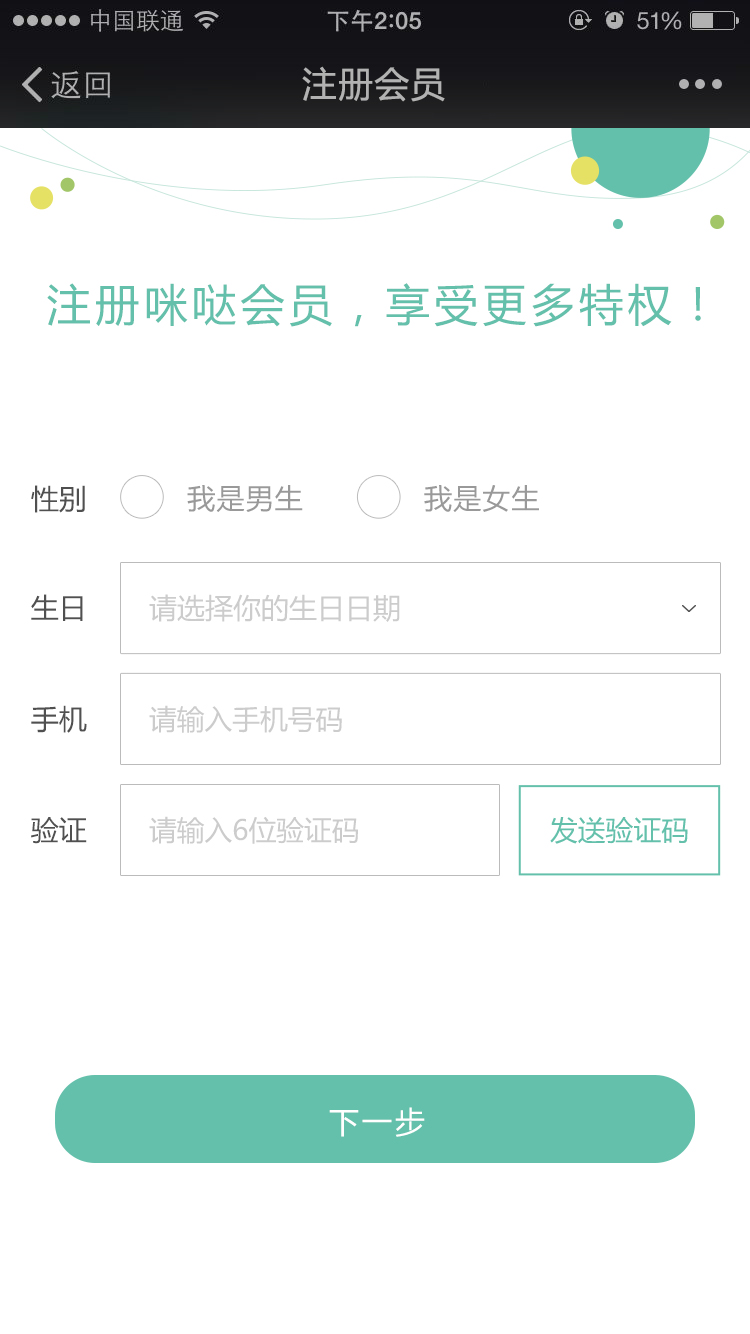 中国联通 下午2:05 51%
返回 注册会员
注册咪哒会员，享受更多特权！
性别 我是男生 我是女生
生日 请选择你的生日日期
手机 请输入手机号码
验证 请输入6位验证码 发送验证码
下一步